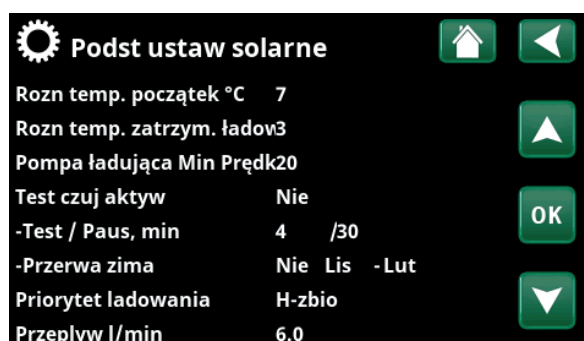 Podst ustaw solarne
Rozn temp. początek °C 7
Rozn temp. zatrzym. ładow3
Pompa ładująca Min Prędk20
Test czuj aktyw Nie
-Test / Paus, min 4 /30
-Przerwa zima Nie Lis - Lut
OK
Priorytet ladowania H-zbio
Przeplyw l/min 6.0